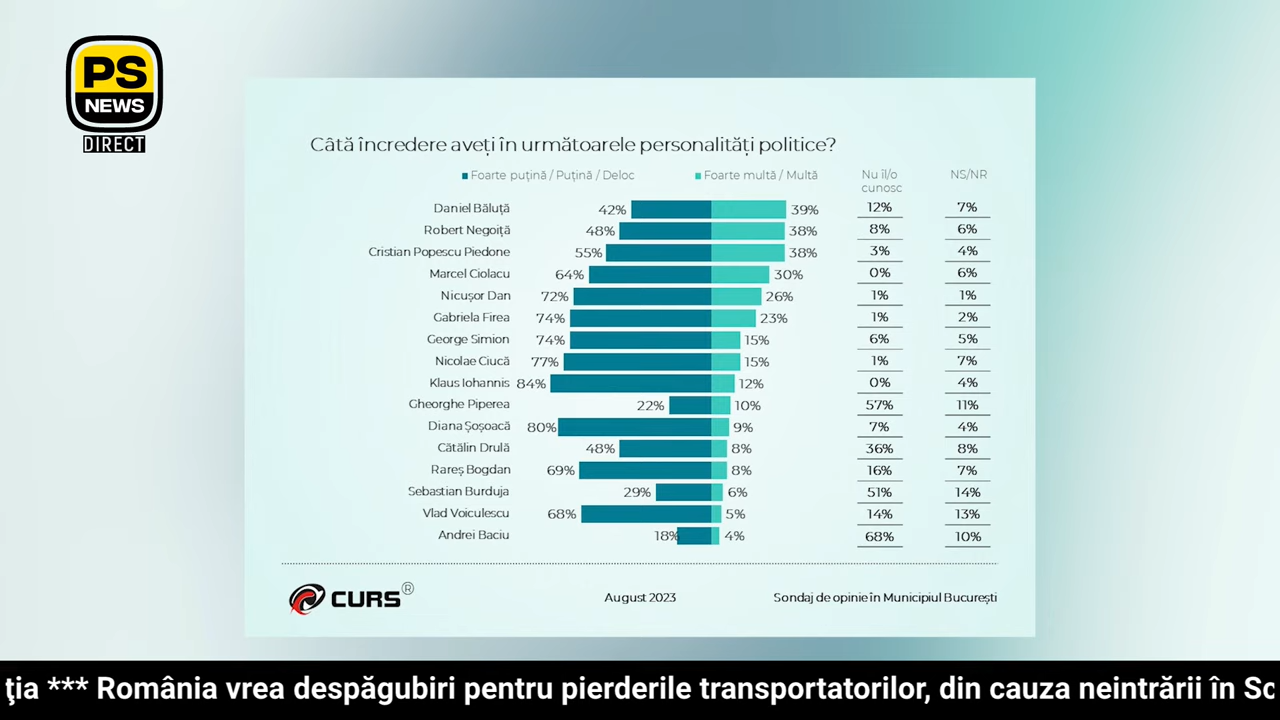 PS
NEWS
DIRECT
Câtă încredere aveți în următoarele personalități politice?
Foarte puțină / Puțină / Deloc Foarte multă / Multă Nu îl/o cunosc NS/NR
Daniel Băluță 42% 39% 12% 7%
Robert Negoiță 48% 38% 8% 6%
Cristian Popescu Piedone 55% 38% 3% 4%
Marcel Ciolacu 64% 30% 0% 6%
Nicușor Dan 72% 26% 1% 1%
Gabriela Firea 74% 23% 1% 2%
George Simion 74% 15% 6% 5%
Nicolae Ciucă 77% 15% 1% 7%
Klaus Iohannis 84% 12% 0% 4%
Gheorghe Piperea 22% 10% 57% 11%
Diana Șoșoacă 80% 9% 7% 4%
Cătălin Drulă 48% 8% 36% 8%
Rareș Bogdan 69% 8% 16% 7%
Sebastian Burduja 29% 6% 51% 14%
Vlad Voiculescu 68% 5% 14% 13%
Andrei Baciu 18% 4% 68% 10%
CURS® August 2023 Sondaj de opinie în Municipiul București
ția *** România vrea despăgubiri pentru pierderile transportatorilor, din cauza neintrării în Sc